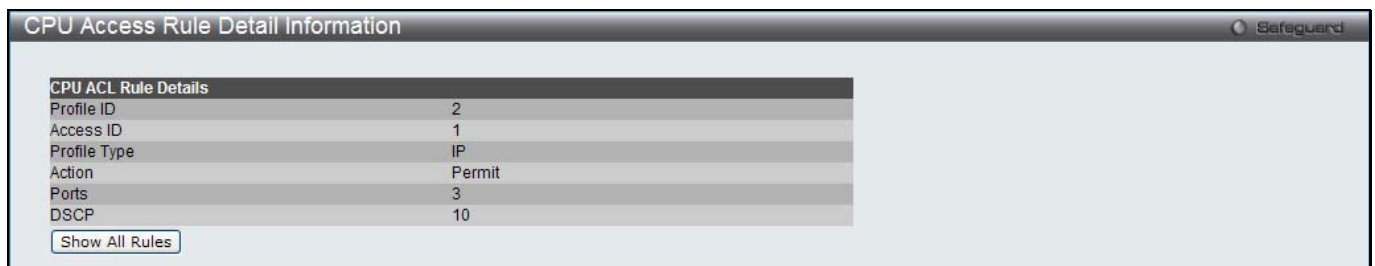 CPU Access Rule Detail Information
Safeguard
CPU ACL Rule Details
Profile ID 2
Access ID 1
Profile Type IP
Action Permit
Ports 3
DSCP 10
Show All Rules